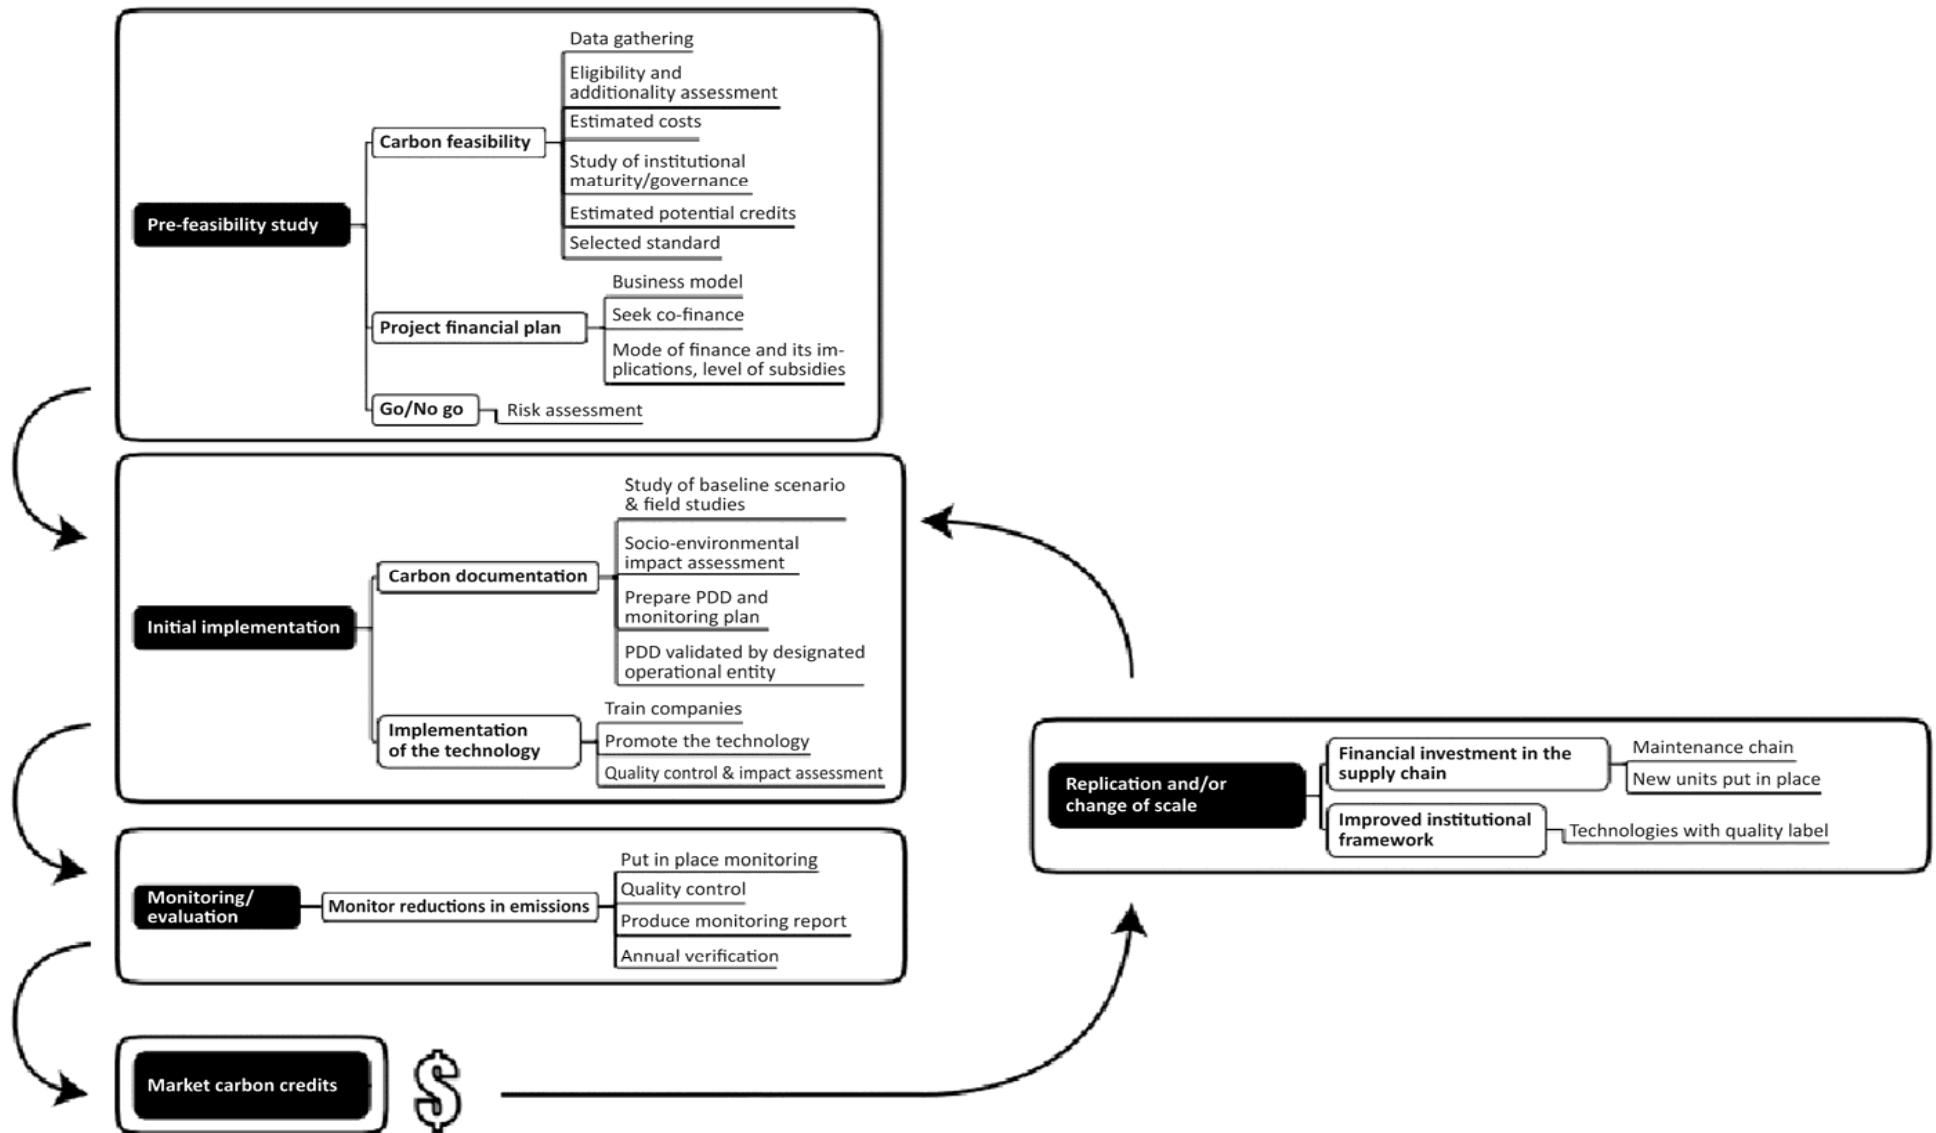 Data gathering
Eligibility and
additionality assessment
Estimated costs
Carbon feasibility
Study of institutional
maturity/governance
Estimated potential credits
Selected standard
Pre-feasibility study
Business model
Seek co-finance
Project financial plan
Mode of finance and its im-
plications, level of subsidies
Go/No go
Risk assessment
Study of baseline scenario
& field studies
Socio-environmental
impact assessment
Carbon documentation
Prepare PDD and
monitoring plan
Initial implementation
PDD validated by designated
operational entity
Train companies
Implementation
of the technology
Promote the technology
Quality control & impact assessment
Put in place monitoring
Quality control
Monitoring/
evaluation
Monitor reductions in emissions
Produce monitoring report
Annual verification
Market carbon credits
$
Replication and/or
change of scale
Financial investment in the
supply chain
Maintenance chain
New units put in place
Improved institutional
framework
Technologies with quality label